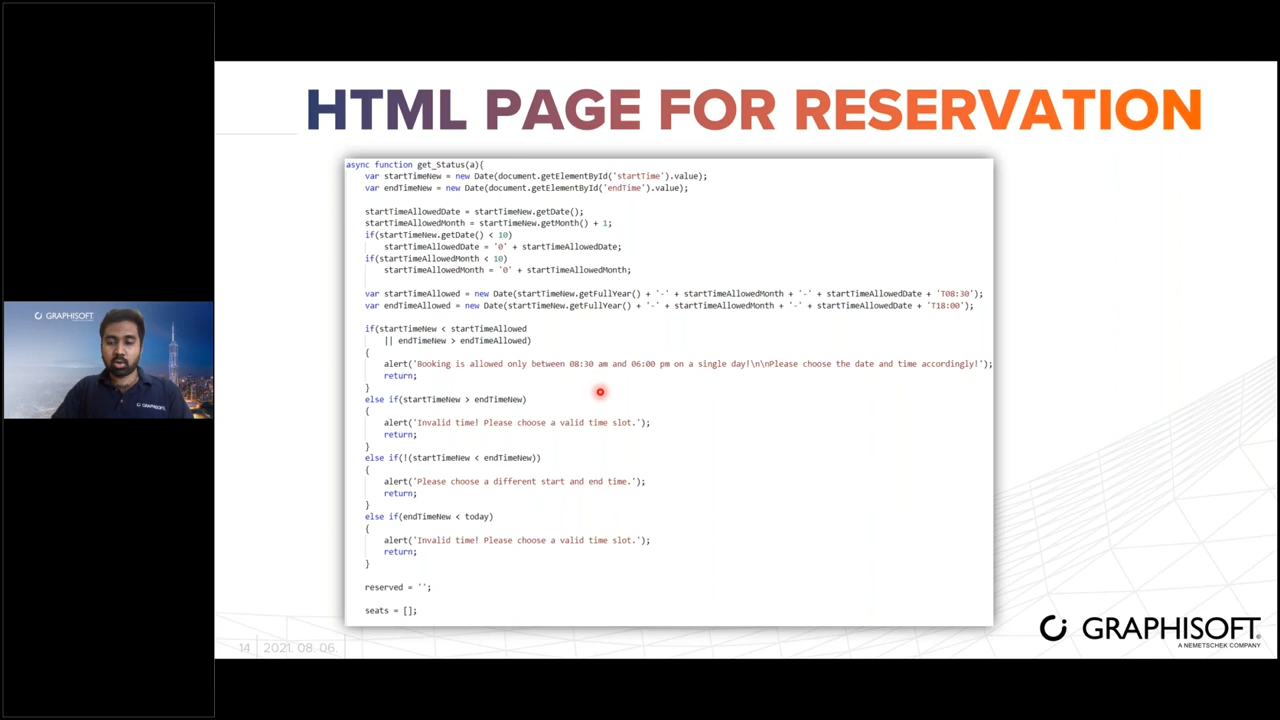 HTML PAGE FOR RESERVATION
async function get_Status(a){
var startTimeNew = new Date(document.getElementById('startTime').value);
var endTimeNew = new Date(document.getElementById('endTime').value);
startTimeAllowedDate = startTimeNew.getDate();
startTimeAllowedMonth = startTimeNew.getMonth() + 1;
if(startTimeNew.getDate() < 10)
startTimeAllowedDate = '0' + startTimeAllowedDate;
if(startTimeAllowedMonth < 10)
startTimeAllowedMonth = '0' + startTimeAllowedMonth;
var startTimeAllowed = new Date(startTimeNew.getFullYear() + '-' + startTimeAllowedMonth + '-' + startTimeAllowedDate + 'T08:30');
var endTimeAllowed = new Date(startTimeNew.getFullYear() + '-' + startTimeAllowedMonth + '-' + startTimeAllowedDate + 'T18:00');
if(startTimeNew < startTimeAllowed
|| endTimeNew > endTimeAllowed)
{
alert('Booking is allowed only between 08:30 am and 06:00 pm on a single day!\n\nPlease choose the date and time accordingly!');
return;
}
else if(startTimeNew > endTimeNew)
{
alert('Invalid time! Please choose a valid time slot.');
return;
}
else if(!(startTimeNew < endTimeNew))
{
alert('Please choose a different start and end time.');
return;
}
else if(endTimeNew < today)
{
alert('Invalid time! Please choose a valid time slot.');
return;
}
reserved = '';
seats = [];
14 2021. 08. 06.
GRAPHISOFT
A NEMETSCHEK COMPANY
GRAPHISOFT
GRAPHISOFT